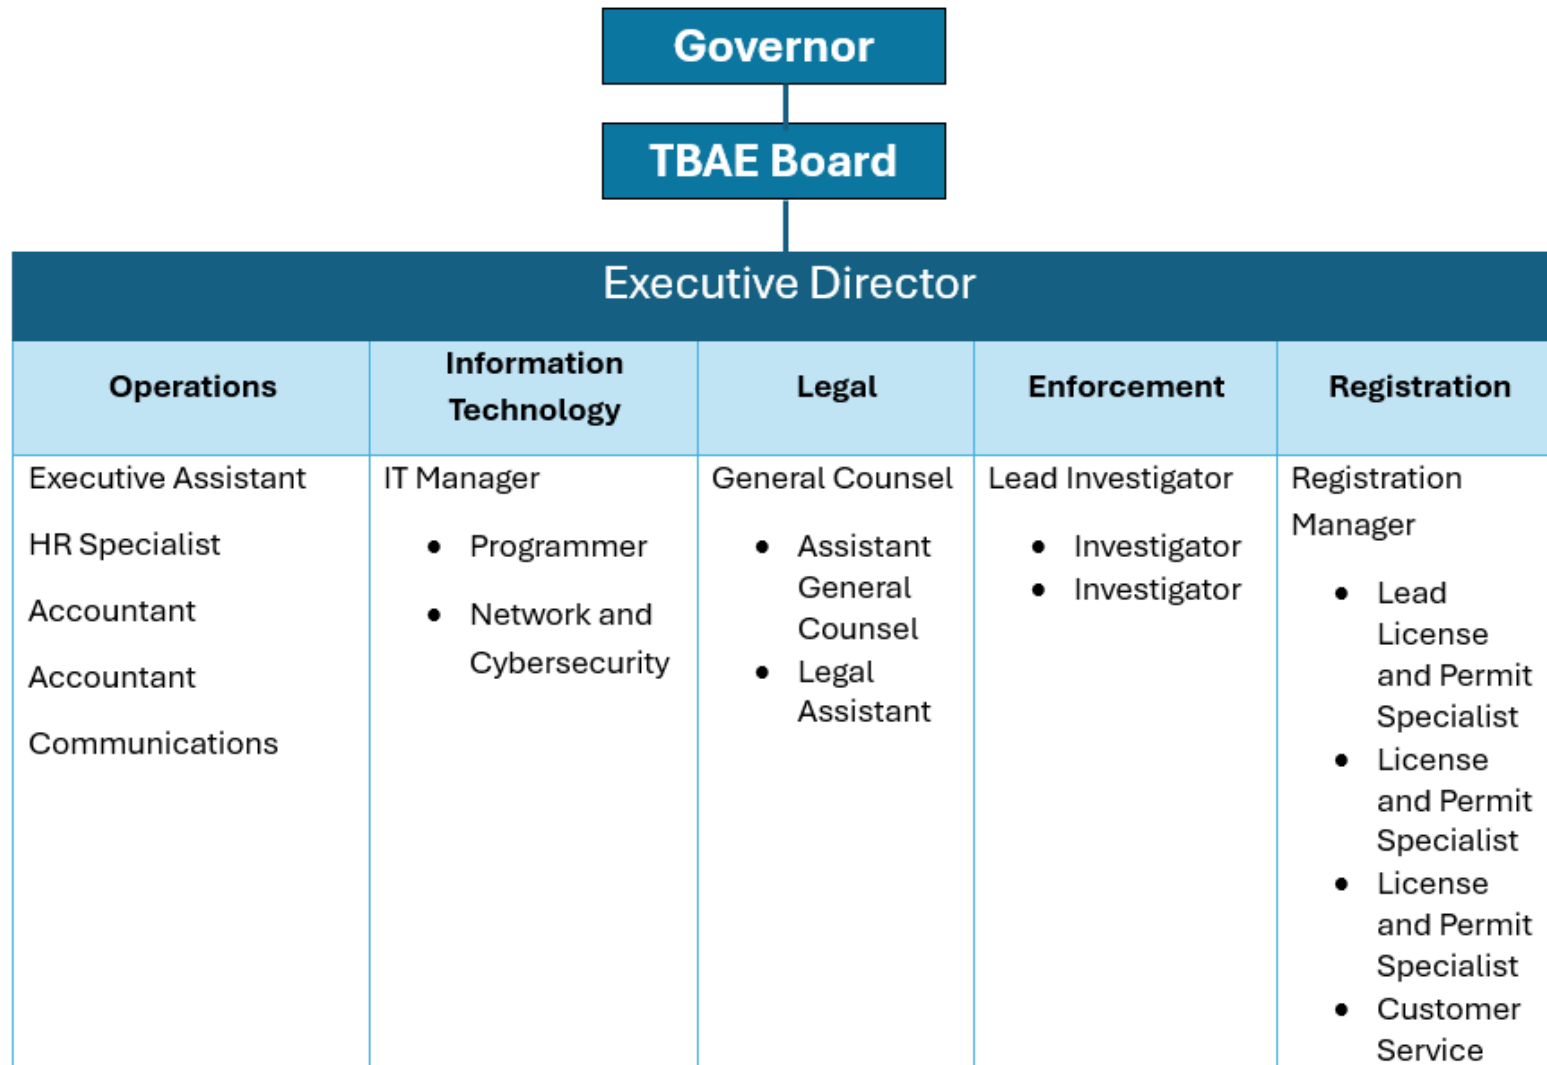 Governor
TBAE Board
Executive Director
Operations
Information
Technology
Legal
Enforcement
Registration
Executive Assistant
HR Specialist
Accountant
Accountant
Communications
IT Manager
• Programmer
• Network and
Cybersecurity
General Counsel
• Assistant
General
Counsel
• Legal
Assistant
Lead Investigator
• Investigator
• Investigator
Registration
Manager
• Lead
License
and Permit
Specialist
• License
and Permit
Specialist
• License
and Permit
Specialist
• Customer
Service